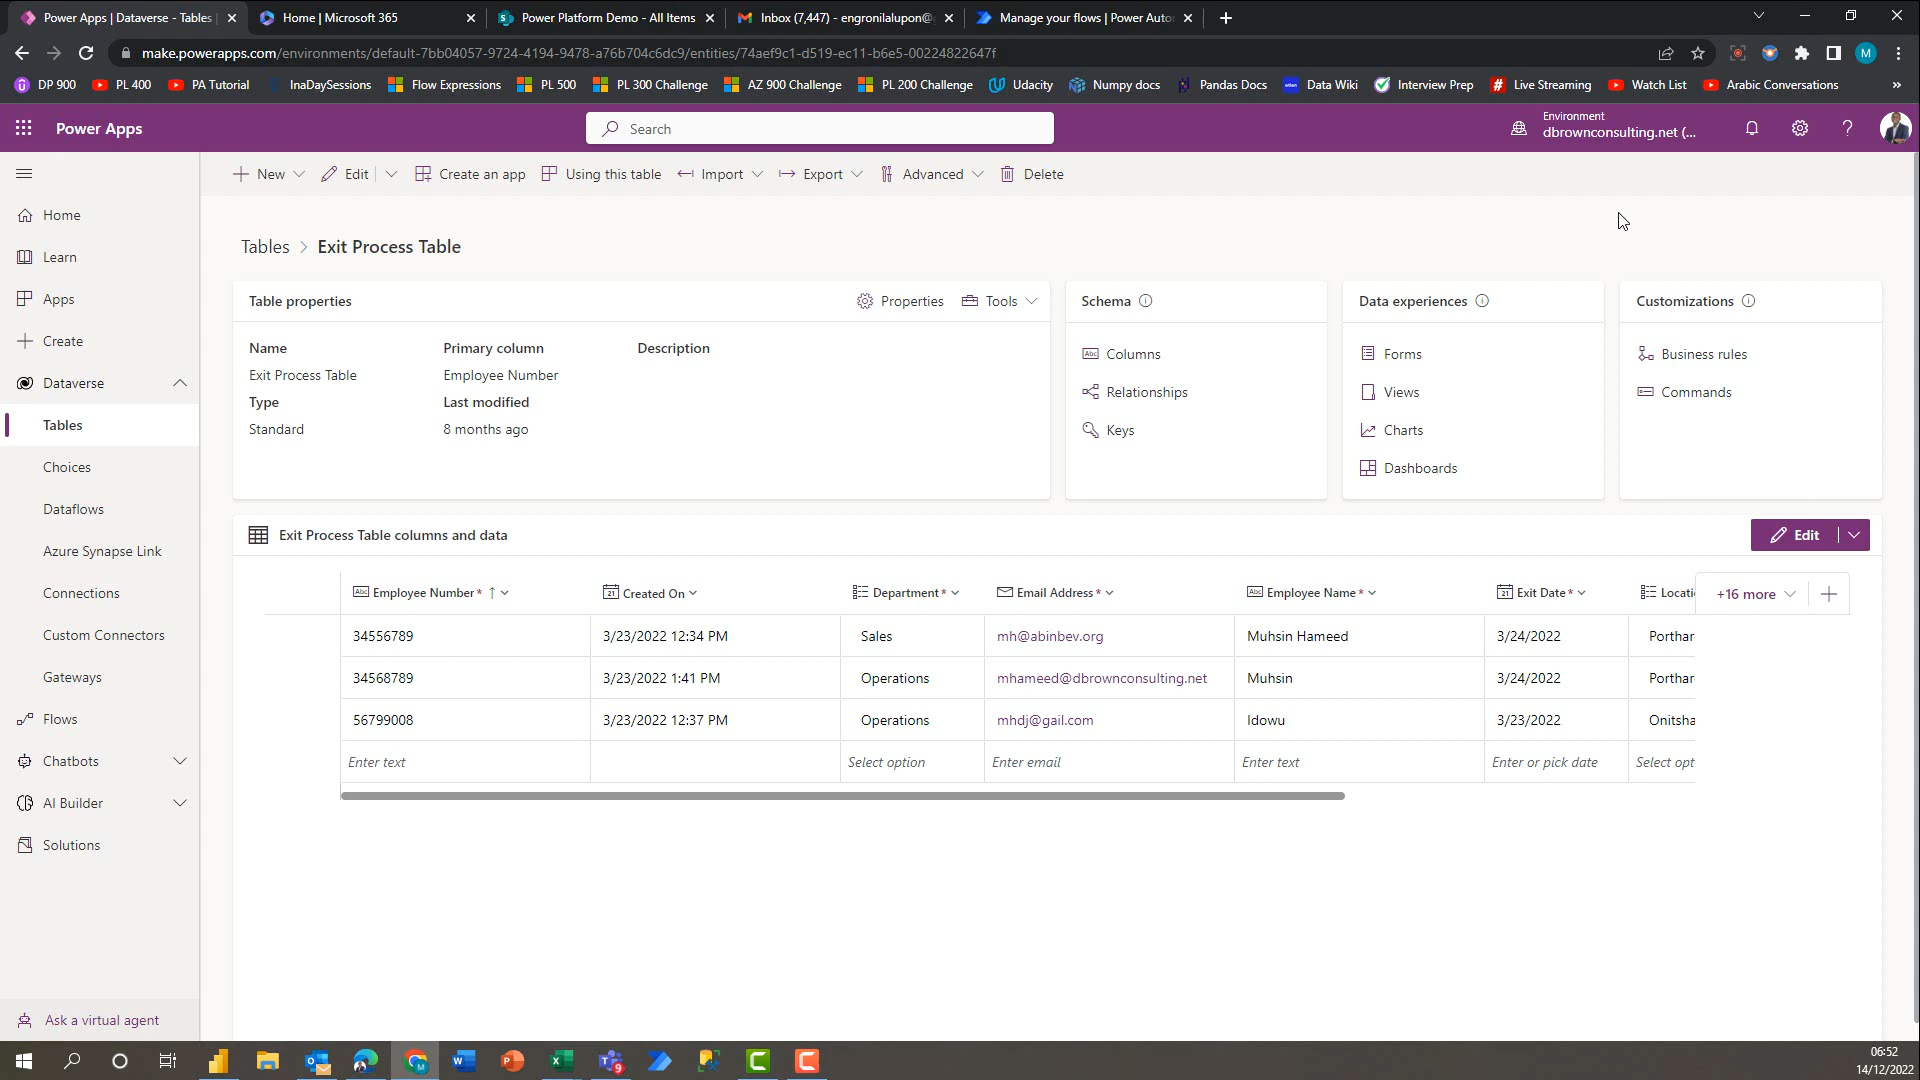 Power Apps | Dataverse - Tables
Home | Microsoft 365
Power Platform Demo - All Items
Inbox (7,447) - engronilalupon@
Manage your flows | Power Auto
make.powerapps.com/environments/default-7bb04057-9724-4194-9478-a76b704c6dc9/entities/74aef9c1-d519-ec11-b6e5-00224822647f
M
DP 900
PL 400
PA Tutorial
InaDaySessions
Flow Expressions
PL 500
PL 300 Challenge
AZ 900 Challenge
PL 200 Challenge
Udacity
Numpy docs
Pandas Docs
Data Wiki
Interview Prep
Live Streaming
Watch List
Arabic Conversations
»
Power Apps
Search
Environment
dbrownconsulting.net (...
?
New
Edit
Create an app
Using this table
Import
Export
Advanced
Delete
Home
Learn
Apps
Create
Dataverse
Tables
Choices
Dataflows
Azure Synapse Link
Connections
Custom Connectors
Gateways
Flows
Chatbots
AI Builder
Solutions
Ask a virtual agent
Tables > Exit Process Table
Table properties
Properties
Tools
Name
Primary column
Description
Exit Process Table
Employee Number
Type
Last modified
Standard
8 months ago
Schema
Columns
Relationships
Keys
Data experiences
Forms
Views
Charts
Dashboards
Customizations
Business rules
Commands
Exit Process Table columns and data
Edit
Employee Number * ↑
Created On
Department *
Email Address *
Employee Name *
Exit Date *
Locati
+16 more
34556789
3/23/2022 12:34 PM
Sales
mh@abinbev.org
Muhsin Hameed
3/24/2022
Porthar
34568789
3/23/2022 1:41 PM
Operations
mhameed@dbrownconsulting.net
Muhsin
3/24/2022
Porthar
56799008
3/23/2022 12:37 PM
Operations
mhdj@gail.com
Idowu
3/23/2022
Onitsha
Enter text
Select option
Enter email
Enter text
Enter or pick date
Select opt
06:52
14/12/2022